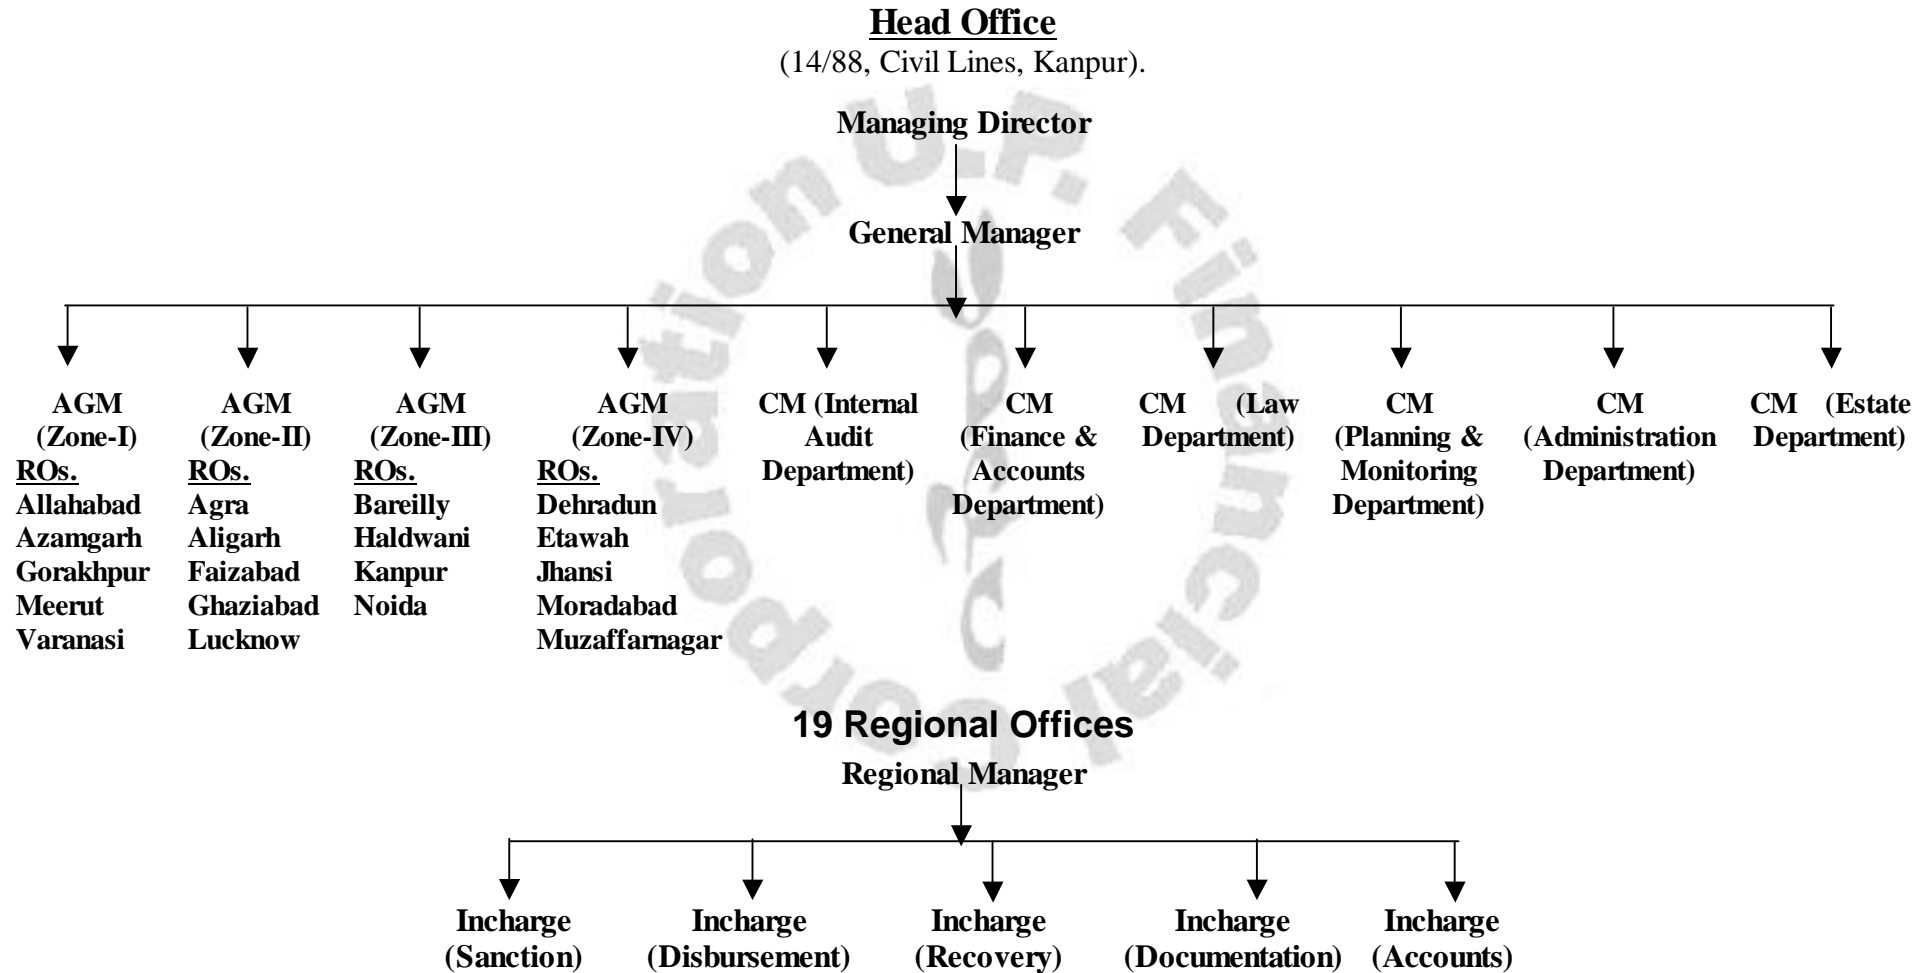 Head Office
(14/88, Civil Lines, Kanpur).
Managing Director
General Manager
AGM
(Zone-I)
ROs.
Allahabad
Azamgarh
Gorakhpur
Meerut
Varanasi
AGM
(Zone-II)
ROs.
Agra
Aligarh
Faizabad
Ghaziabad
Lucknow
AGM
(Zone-III)
ROs.
Bareilly
Haldwani
Kanpur
Noida
AGM
(Zone-IV)
ROs.
Dehradun
Etawah
Jhansi
Moradabad
Muzaffarnagar
CM (Internal
Audit
Department)
CM
(Finance &
Accounts
Department)
CM (Law
Department)
CM
(Planning &
Monitoring
Department)
CM
(Administration
Department)
CM (Estate
Department)
19 Regional Offices
Regional Manager
Incharge
(Sanction)
Incharge
(Disbursement)
Incharge
(Recovery)
Incharge
(Documentation)
Incharge
(Accounts)
U.P. Financial Corporation